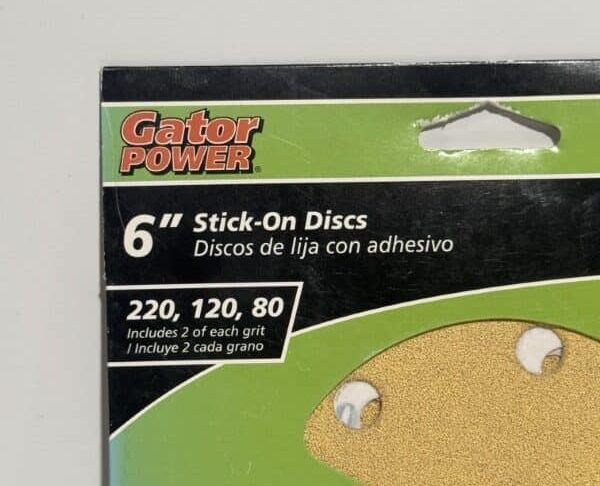 Gator
POWER®
6" Stick-On Discs
Discos de lija con adhesivo
220, 120, 80
Includes 2 of each grit
/ Incluye 2 cada grano